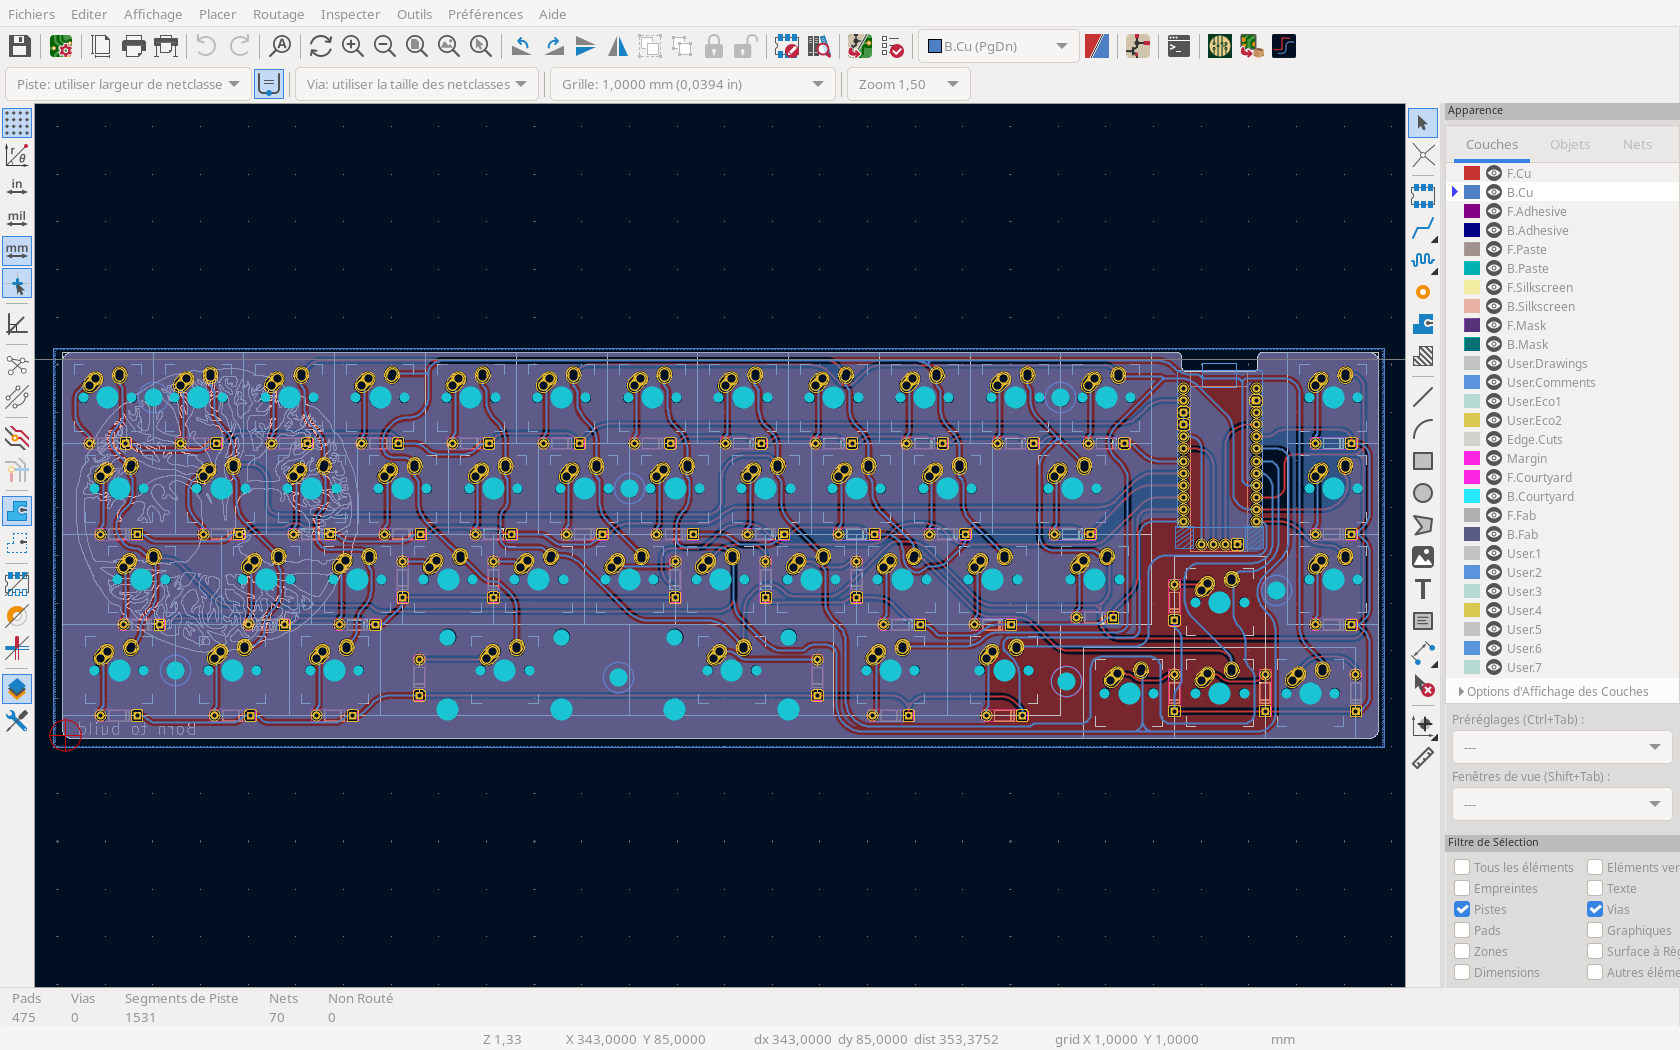 Fichiers Editer Affichage Placer Routage Inspecter Outils Préférences Aide
B.Cu (PgDn)
Piste: utiliser largeur de netclasse Via: utiliser la taille des netclasses Grille: 1,0000 mm (0,0394 in) Zoom 1,50
Apparence
Couches Objets Nets
F.Cu
B.Cu
F.Adhesive
B.Adhesive
F.Paste
B.Paste
F.Silkscreen
B.Silkscreen
F.Mask
B.Mask
User.Drawings
User.Comments
User.Eco1
User.Eco2
Edge.Cuts
Margin
F.Courtyard
B.Courtyard
F.Fab
B.Fab
User.1
User.2
User.3
User.4
User.5
User.6
User.7
Options d'Affichage des Couches
Préréglages (Ctrl+Tab) :
---
Fenêtres de vue (Shift+Tab) :
---
Filtre de Sélection
Tous les éléments Eléments ver
Empreintes Texte
Pistes Vias
Pads Graphiques
Zones Surface à Règ
Dimensions Autres éléme
in
mil
mm
Born to build
Pads Vias Segments de Piste Nets Non Routé
475 0 1531 70 0
Z 1,33 X 343,0000 Y 85,0000 dx 343,0000 dy 85,0000 dist 353,3752 grid X 1,0000 Y 1,0000 mm